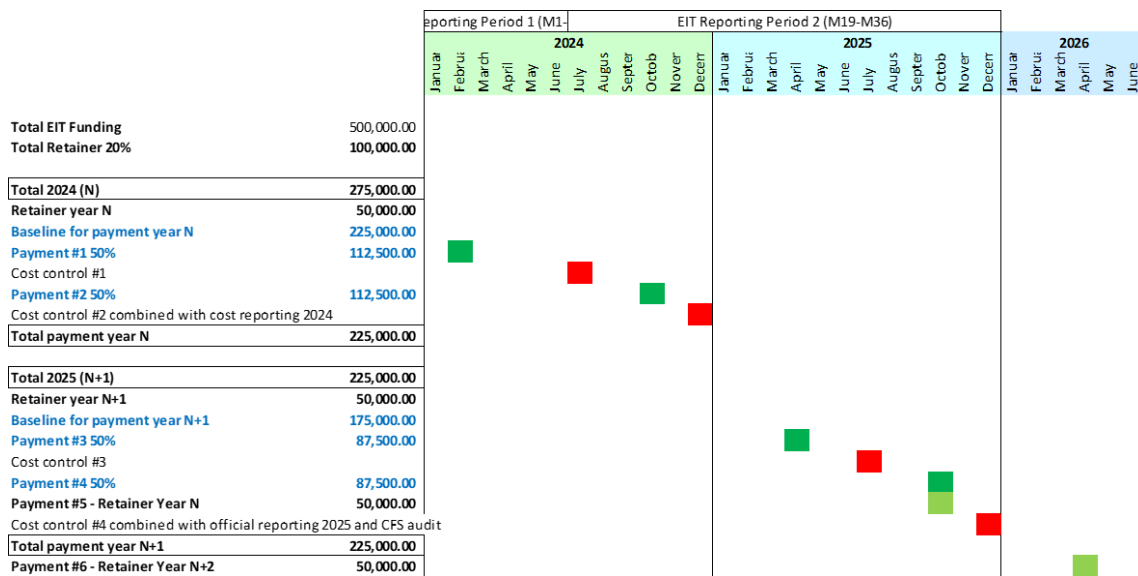 eporting Period 1 (M1- EIT Reporting Period 2 (M19-M36)
2024 2025 2026
Januar Februa March April May June July Augus Septer Octob Nover Decem Januar Februa March April May June July Augus Septer Octob Nover Decem Januar Februa March April May June
Total EIT Funding 500,000.00
Total Retainer 20% 100,000.00
Total 2024 (N) 275,000.00
Retainer year N 50,000.00
Baseline for payment year N 225,000.00
Payment #1 50% 112,500.00
Cost control #1
Payment #2 50% 112,500.00
Cost control #2 combined with cost reporting 2024
Total payment year N 225,000.00
Total 2025 (N+1) 225,000.00
Retainer year N+1 50,000.00
Baseline for payment year N+1 175,000.00
Payment #3 50% 87,500.00
Cost control #3
Payment #4 50% 87,500.00
Payment #5 - Retainer Year N 50,000.00
Cost control #4 combined with official reporting 2025 and CFS audit
Total payment year N+1 225,000.00
Payment #6 - Retainer Year N+2 50,000.00